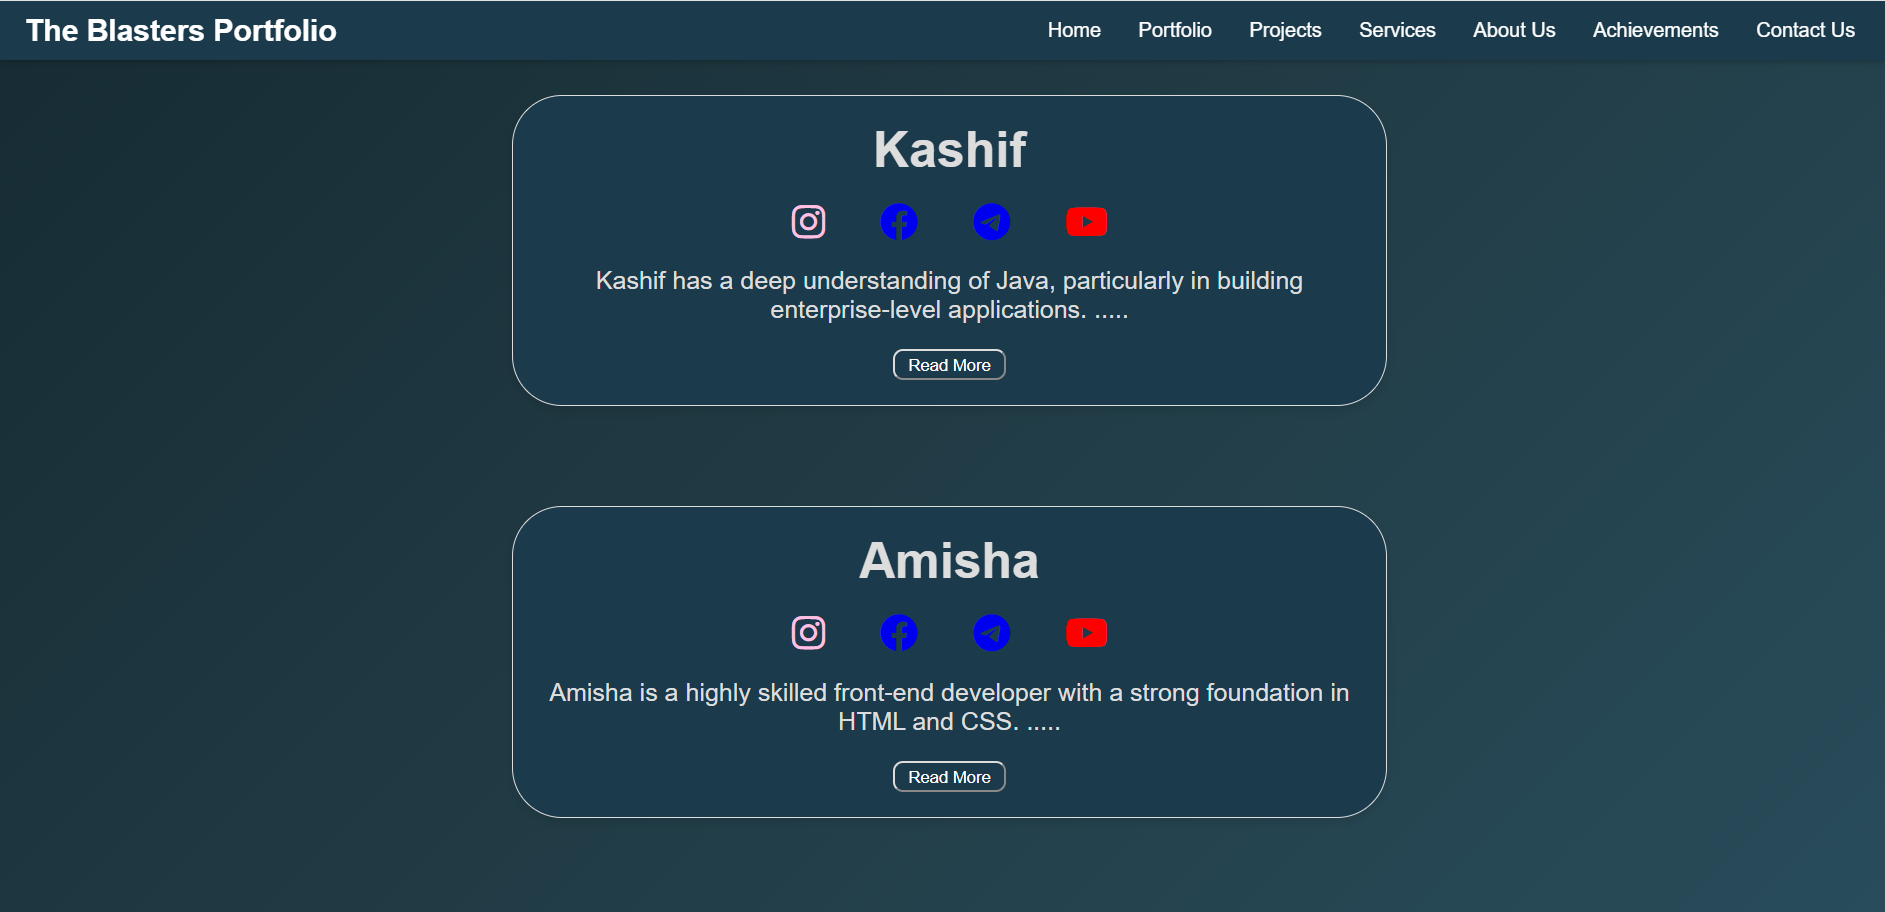 The Blasters Portfolio Home Portfolio Projects Services About Us Achievements Contact Us
Kashif
Kashif has a deep understanding of Java, particularly in building
enterprise-level applications. .....
Read More
Amisha
Amisha is a highly skilled front-end developer with a strong foundation in
HTML and CSS. .....
Read More